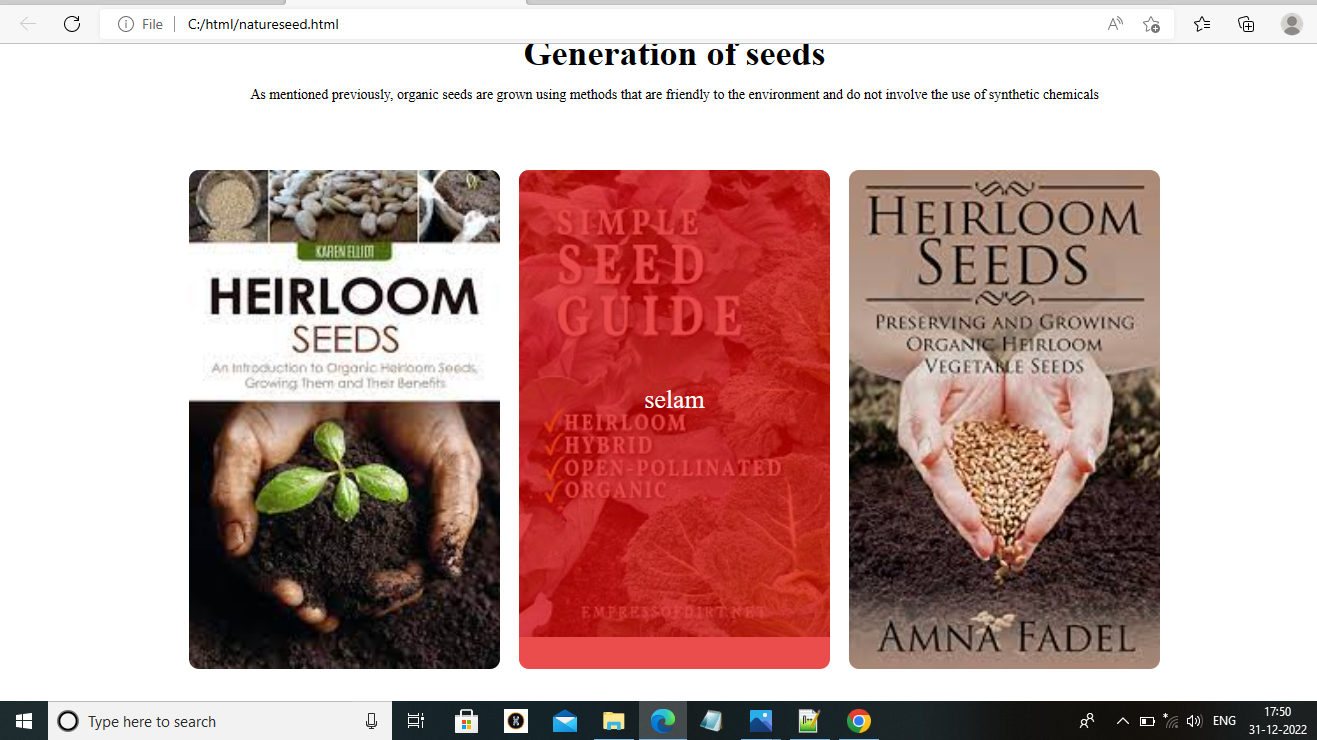 File
C:/html/natureseed.html
Generation of seeds
As mentioned previously, organic seeds are grown using methods that are friendly to the environment and do not involve the use of synthetic chemicals
KAREN ELLIOT
HEIRLOOM
SEEDS
An Introduction to Organic Heirloom Seeds,
Growing Them and Their Benefits
SIMPLE
SEED
GUIDE
selam
✓HEIRLOOM
✓HYBRID
✓OPEN-POLLINATED
✓ORGANIC
EMPRESSOFDIRT.NET
HEIRLOOM
SEEDS
PRESERVING AND GROWING
ORGANIC HEIRLOOM
VEGETABLE SEEDS
AMNA FADEL
Type here to search
ENG
17:50
31-12-2022